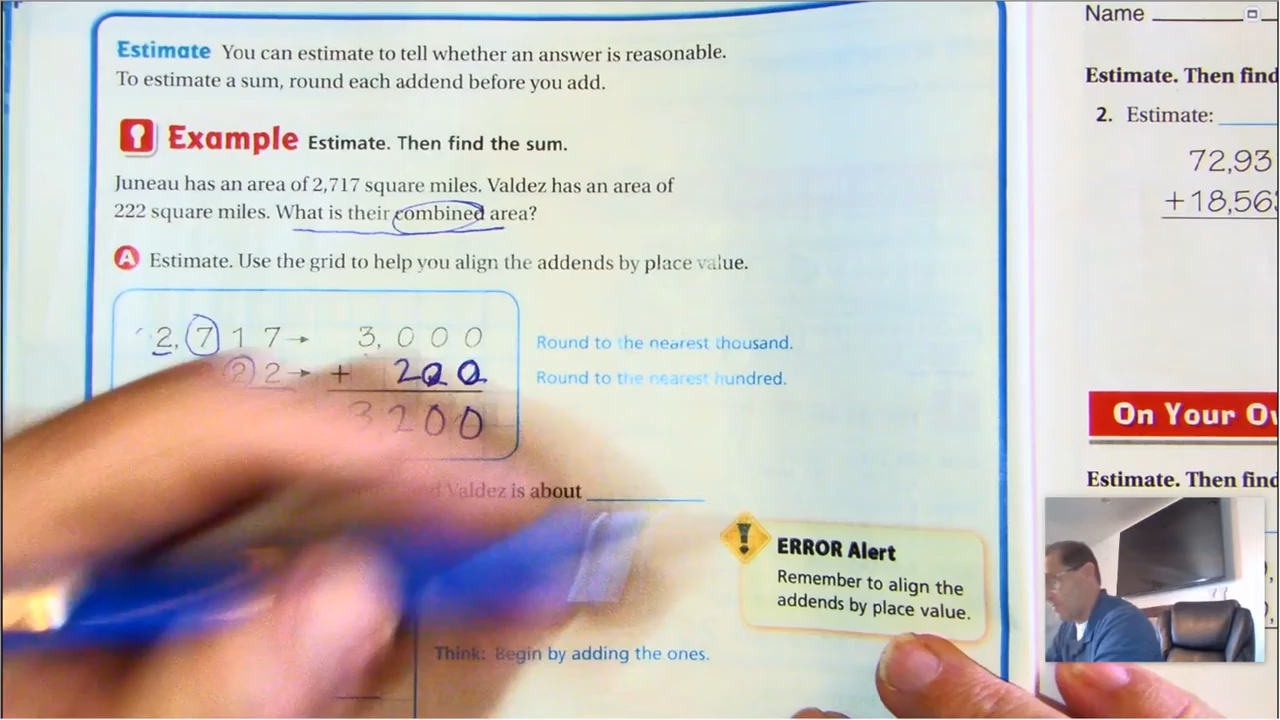 Estimate You can estimate to tell whether an answer is reasonable.
To estimate a sum, round each addend before you add.
Example Estimate. Then find the sum.
Juneau has an area of 2,717 square miles. Valdez has an area of
222 square miles. What is their combined area?
A Estimate. Use the grid to help you align the addends by place value.
2,717→ 3,000 Round to the nearest thousand.
22→ + 200 Round to the nearest hundred.
3200
Valdez is about
! ERROR Alert
Remember to align the
addends by place value.
Think: Begin by adding the ones.
Name
Estimate. Then find
2. Estimate:
72,93
+18,56
On Your
Estimate. Then find